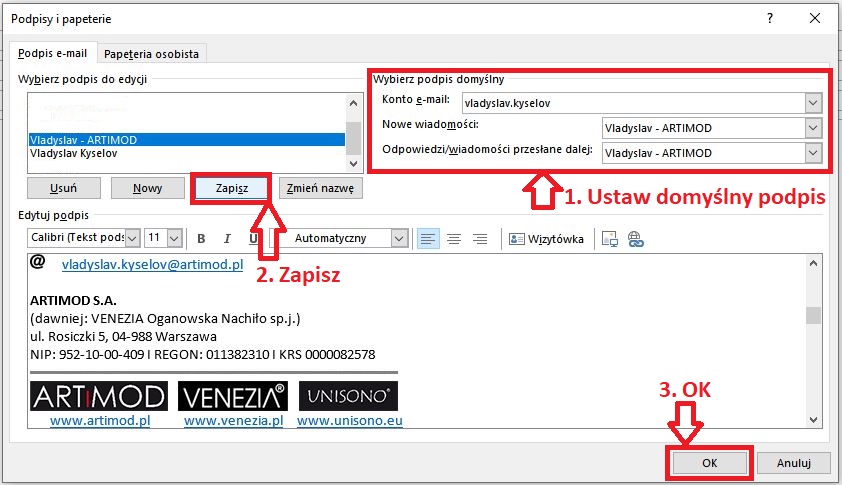 Podpisy i papeterie
?
Podpis e-mail Papeteria osobista
Wybierz podpis do edycji
Vladyslav - ARTIMOD
Vladyslav Kyselov
Usuń Nowy Zapisz Zmień nazwę
Wybierz podpis domyślny
Konto e-mail: vladyslav.kyselov
Nowe wiadomości: Vladyslav - ARTIMOD
Odpowiedzi/wiadomości przesłane dalej: Vladyslav - ARTIMOD
1. Ustaw domyślny podpis
Edytuj podpis
Calibri (Tekst pods 11 B I U Automatyczny Wizytówka
2. Zapisz
@ vladyslav.kyselov@artimod.pl
ARTIMOD S.A.
(dawniej: VENEZIA Oganowska Nachiło sp.j.)
ul. Rosiczki 5, 04-988 Warszawa
NIP: 952-10-00-409 I REGON: 011382310 I KRS 0000082578
ARTiMOD VENEZIA® UNISONO®
www.artimod.pl www.venezia.pl www.unisono.eu
3. OK
OK Anuluj